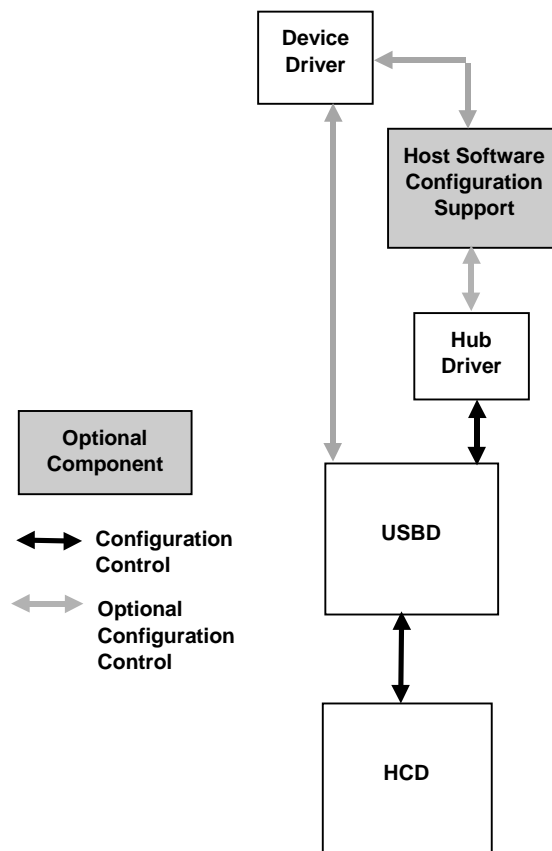 Device
Driver
Host Software
Configuration
Support
Hub
Driver
Optional
Component
USBD
Configuration
Control
Optional
Configuration
Control
HCD